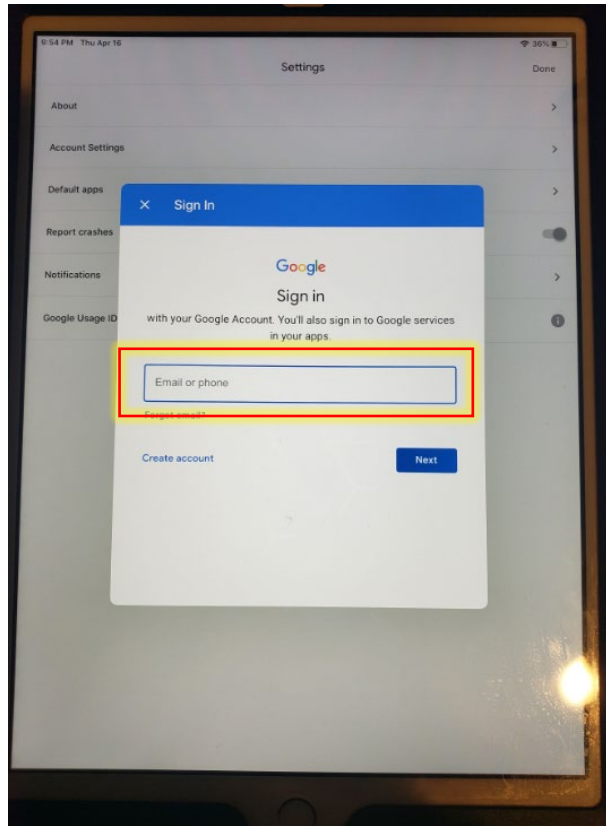 9:54 PM Thu Apr 16
36%
Settings
Done
About
Account Settings
Default apps
Report crashes
Notifications
Google Usage ID
Sign In
Google
Sign in
with your Google Account. You'll also sign in to Google services
in your apps.
Email or phone
Forgot email?
Create account
Next